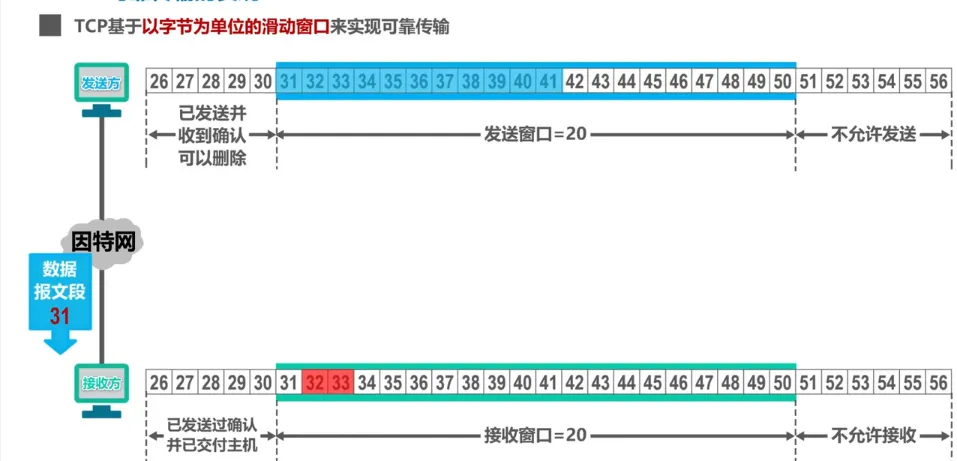 TCP基于以字节为单位的滑动窗口来实现可靠传输
发送方
26 27 28 29 30 31 32 33 34 35 36 37 38 39 40 41 42 43 44 45 46 47 48 49 50 51 52 53 54 55 56
已发送并
收到确认
可以删除
发送窗口=20
不允许发送
因特网
数据
报文段
31
接收方
26 27 28 29 30 31 32 33 34 35 36 37 38 39 40 41 42 43 44 45 46 47 48 49 50 51 52 53 54 55 56
已发送过确认
并已交付主机
接收窗口=20
不允许接收